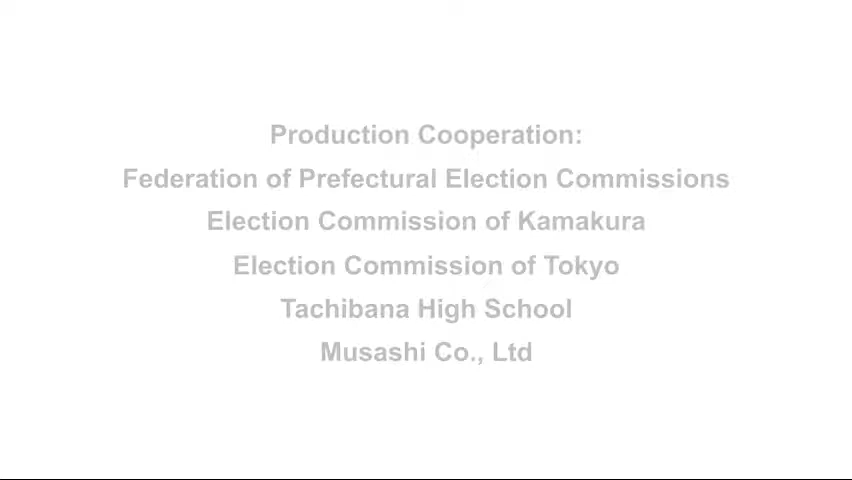 Production Cooperation:
Federation of Prefectural Election Commissions
Election Commission of Kamakura
Election Commission of Tokyo
Tachibana High School
Musashi Co., Ltd